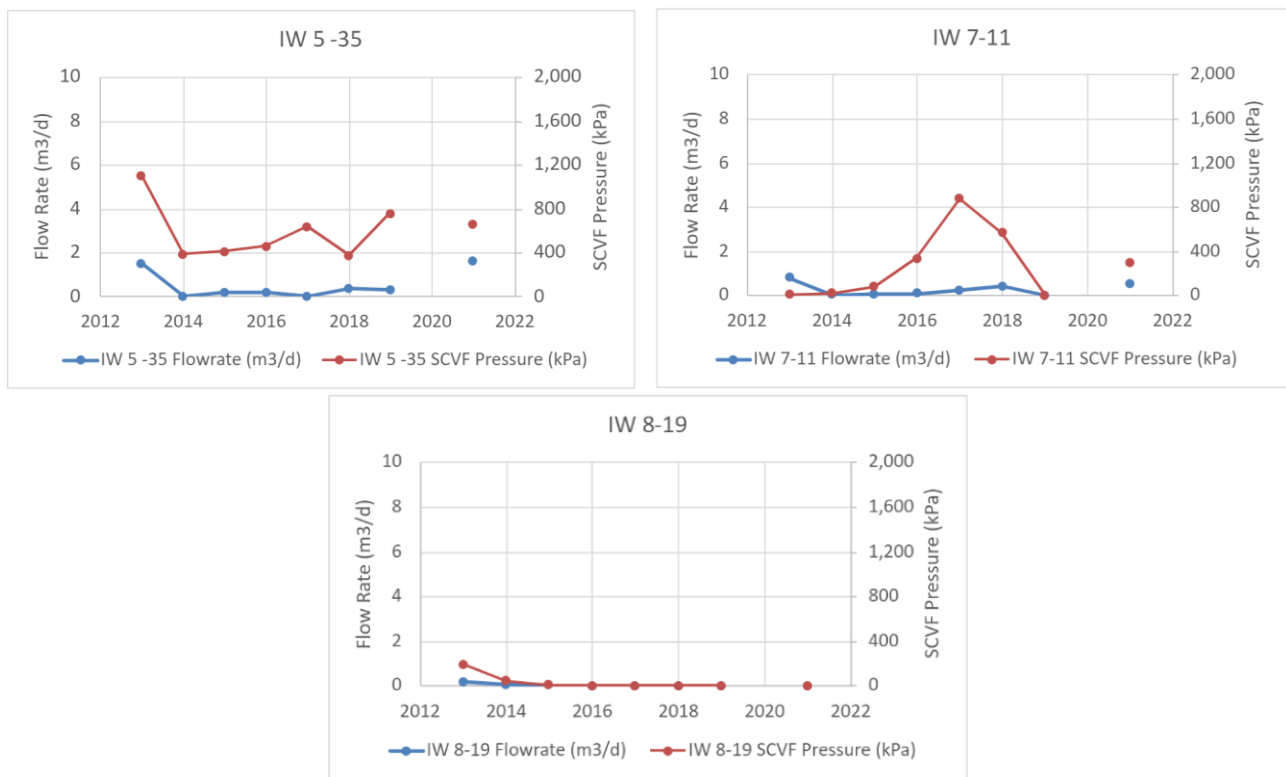 IW 5 -35
Flow Rate (m3/d)
10
8
6
4
2
0
2,000
1,600
1,200
800
400
0
SCVF Pressure (kPa)
2012 2014 2016 2018 2020 2022
IW 5 -35 Flowrate (m3/d) IW 5 -35 SCVF Pressure (kPa)
IW 7-11
Flow Rate (m3/d)
10
8
6
4
2
0
2,000
1,600
1,200
800
400
0
SCVF Pressure (kPa)
2012 2014 2016 2018 2020 2022
IW 7-11 Flowrate (m3/d) IW 7-11 SCVF Pressure (kPa)
IW 8-19
Flow Rate (m3/d)
10
8
6
4
2
0
2,000
1,600
1,200
800
400
0
SCVF Pressure (kPa)
2012 2014 2016 2018 2020 2022
IW 8-19 Flowrate (m3/d) IW 8-19 SCVF Pressure (kPa)